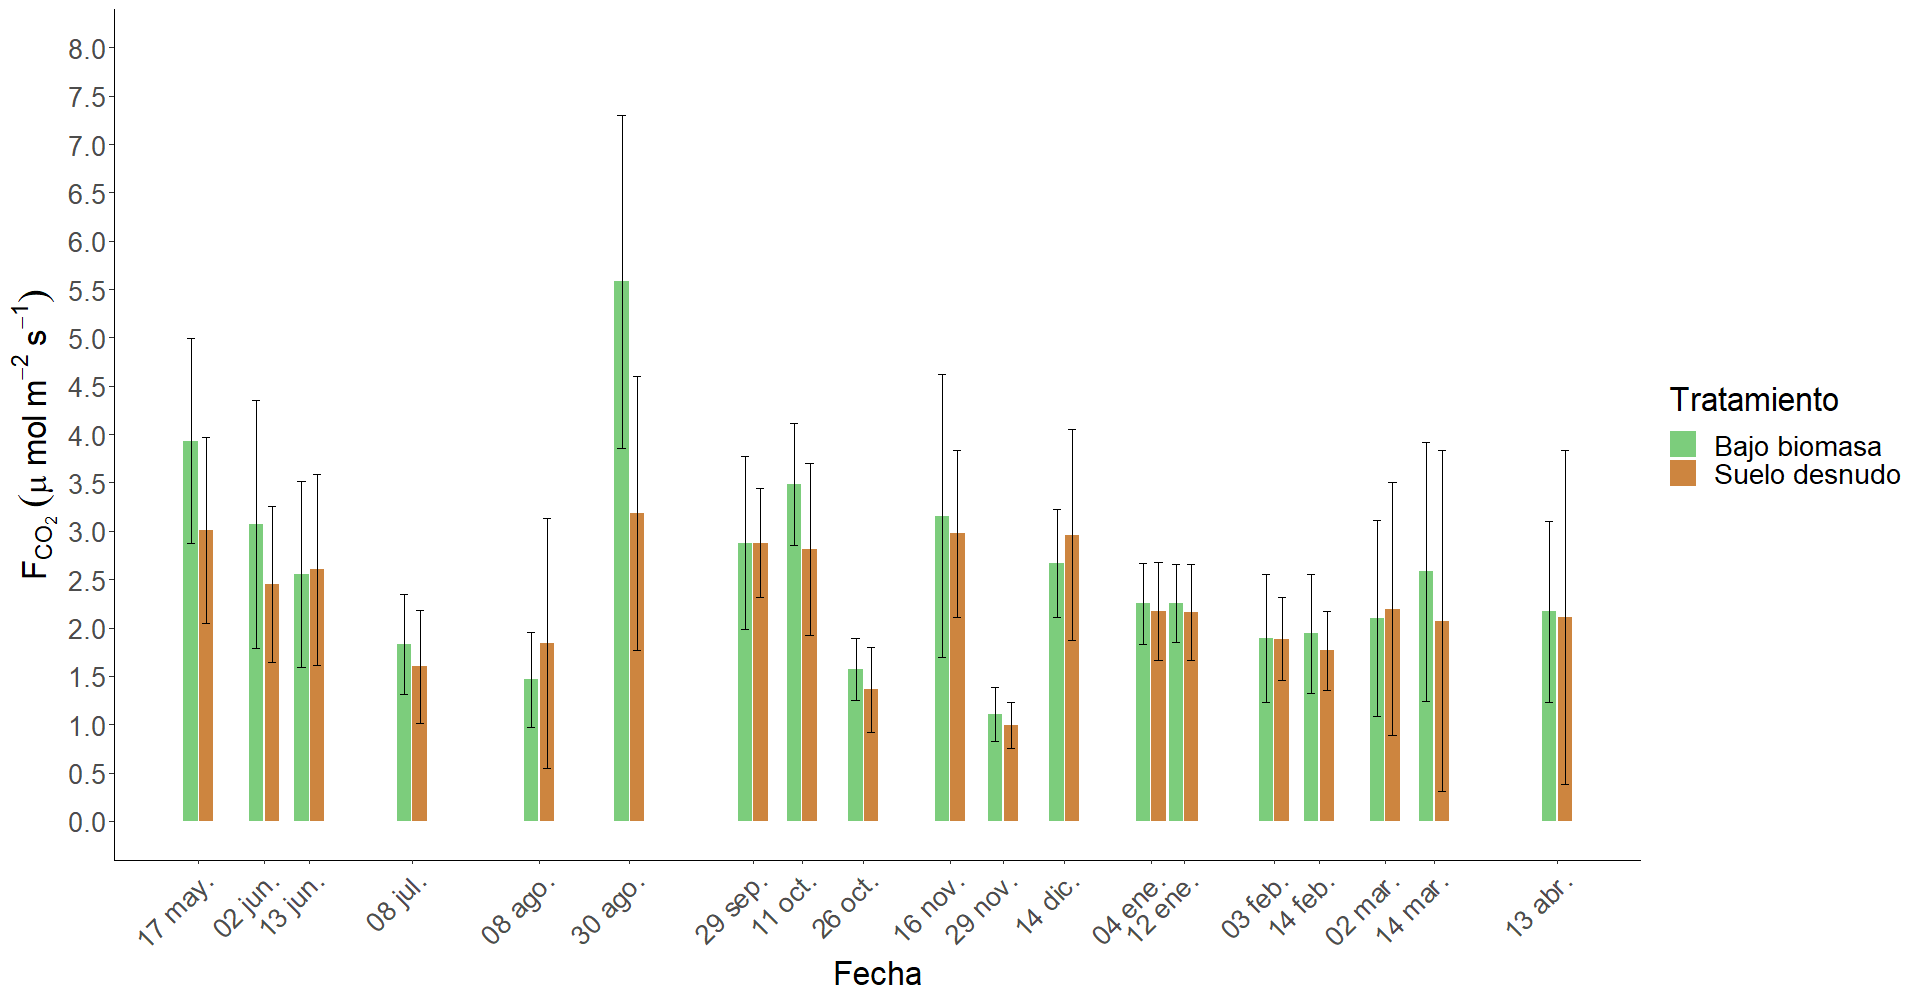 8.0
7.5
7.0
6.5
6.0
5.5
5.0
4.5
4.0
3.5
3.0
2.5
2.0
1.5
1.0
0.5
0.0
F_CO₂ (μ mol m⁻² s⁻¹)
17 may.
02 jun.
13 jun.
08 jul.
08 ago.
30 ago.
29 sep.
11 oct.
26 oct.
16 nov.
29 nov.
14 dic.
04 ene.
12 ene.
03 feb.
14 feb.
02 mar.
14 mar.
13 abr.
Fecha
Tratamiento
Bajo biomasa
Suelo desnudo